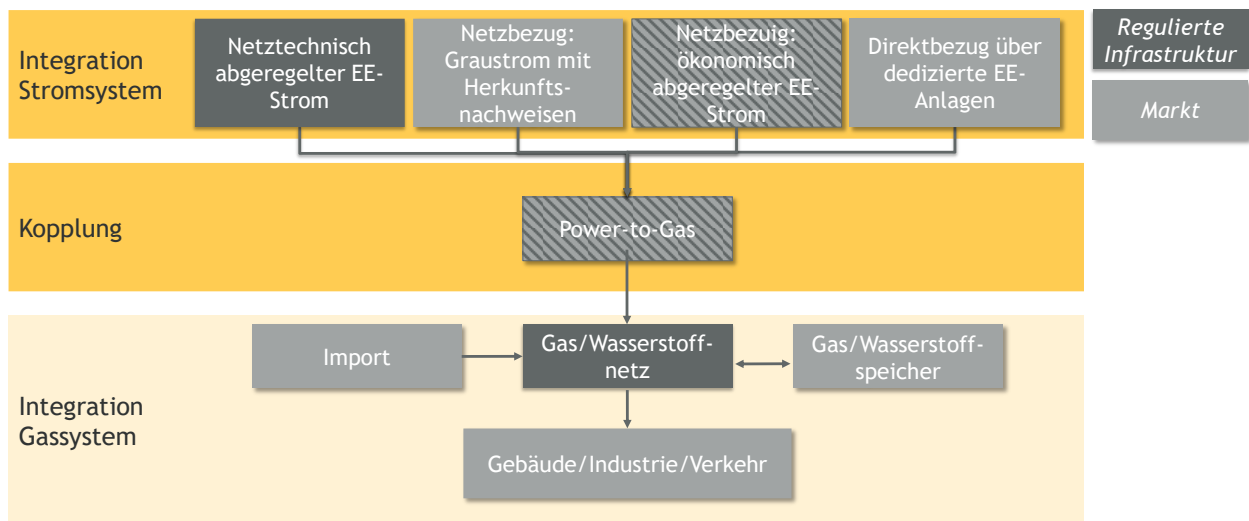 Integration
Stromsystem
Netztechnisch
abgeregelter EE-
Strom
Netzbezug:
Graustrom mit
Herkunfts-
nachweisen
Netzbezuig:
ökonomisch
abgeregelter EE-
Strom
Direktbezug über
dedizierte EE-
Anlagen
Regulierte
Infrastruktur
Markt
Kopplung
Power-to-Gas
Integration
Gassystem
Import
Gas/Wasserstoff-
netz
Gas/Wasserstoff-
speicher
Gebäude/Industrie/Verkehr